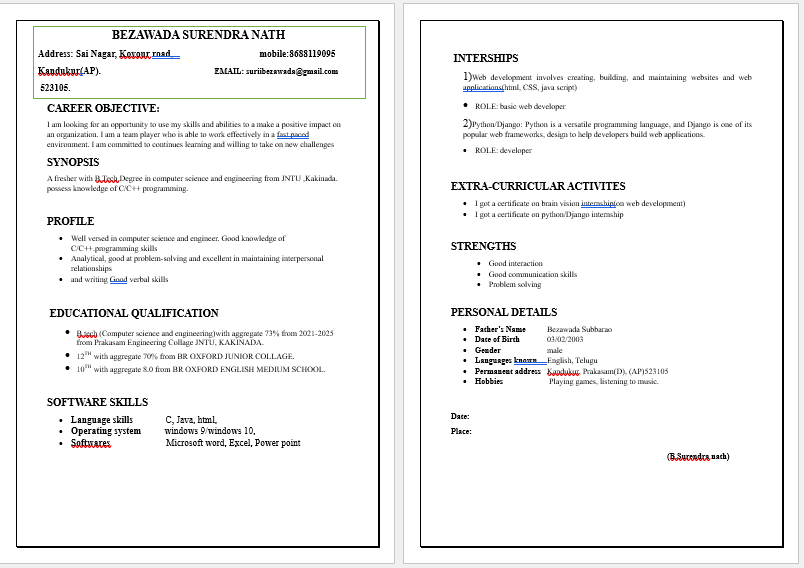 BEZAWADA SURENDRA NATH
Address: Sai Nagar, Kovour road, mobile:8688119095
Kandukur(AP). EMAIL: suriibezawada@gmail.com
523105.
CAREER OBJECTIVE:
I am looking for an opportunity to use my skills and abilities to make a positive impact on
an organization. I am a team player who is able to work effectively in a fast paced
environment. I am committed to continues learning and willing to take on new challenges
SYNOPSIS
A fresher with B.Tech Degree in computer science and engineering from JNTU ,Kakinada.
possess knowledge of C/C++ programming.
PROFILE
• Well versed in computer science and engineer. Good knowledge of
C/C++.programming skills
• Analytical, good at problem-solving and excellent in maintaining interpersonal
relationships
• and writing Good verbal skills
EDUCATIONAL QUALIFICATION
• B.tech (Computer science and engineering)with aggregate 73% from 2021-2025
from Prakasam Engineering Collage JNTU, KAKINADA.
• 12TH with aggregate 70% from BR OXFORD JUNIOR COLLAGE.
• 10TH with aggregate 8.0 from BR OXFORD ENGLISH MEDIUM SCHOOL.
SOFTWARE SKILLS
• Language skills C, Java, html,
• Operating system windows 9/windows 10,
• Softwares Microsoft word, Excel, Power point
INTERSHIPS
1)Web development involves creating, building, and maintaining websites and web
applications(html, CSS, java script)
• ROLE: basic web developer
2)Python/Django: Python is a versatile programming language, and Django is one of its
popular web frameworks, design to help developers build web applications.
• ROLE: developer
EXTRA-CURRICULAR ACTIVITES
• I got a certificate on brain vision internship(on web development)
• I got a certificate on python/Django internship
STRENGTHS
• Good interaction
• Good communication skills
• Problem solving
PERSONAL DETAILS
• Father's Name Bezawada Subbarao
• Date of Birth 03/02/2003
• Gender male
• Languages known English, Telugu
• Permanent address Kandukur, Prakasam(D), (AP)523105
• Hobbies Playing games, listening to music.
Date:
Place:
(B.Surendra nath)